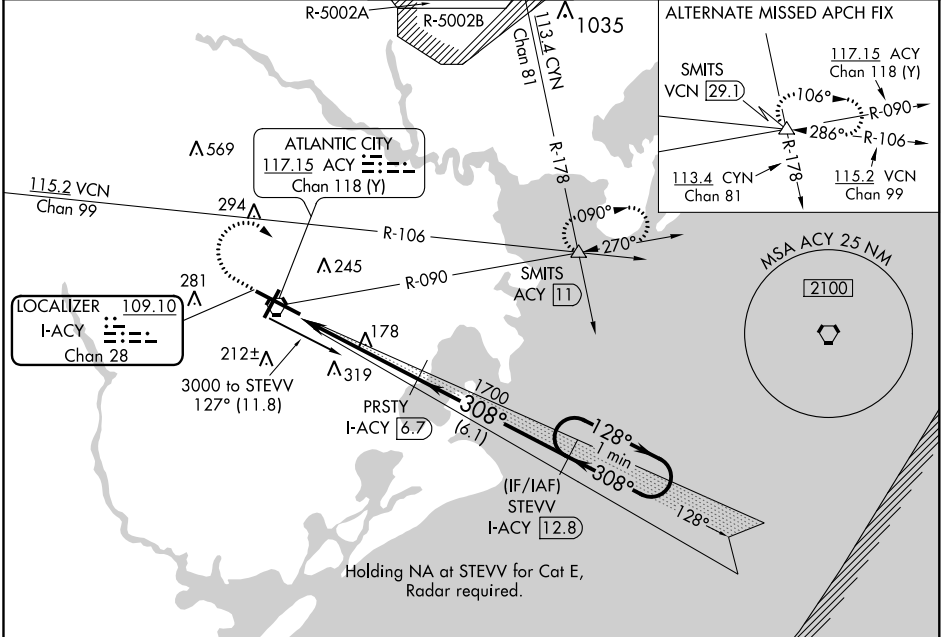 R-5002A
R-5002B
113.4 CYN
Chan 81
1035
R-178
ALTERNATE MISSED APCH FIX
SMITS
VCN 29.1
117.15 ACY
Chan 118 (Y)
106°
R-090
286°
R-106
R-178
113.4 CYN
Chan 81
115.2 VCN
Chan 99
569
ATLANTIC CITY
117.15 ACY
Chan 118 (Y)
115.2 VCN
Chan 99
294
R-106
090°
270°
245
R-090
SMITS
ACY 11
MSA ACY 25 NM
2100
281
LOCALIZER 109.10
I-ACY
Chan 28
178
212±
319
3000 to STEVV
127° (11.8)
PRSTY
I-ACY 6.7
1700
308°
(6.1)
128°
1 min
308°
(IF/IAF)
STEVV
I-ACY 12.8
128°
Holding NA at STEVV for Cat E,
Radar required.